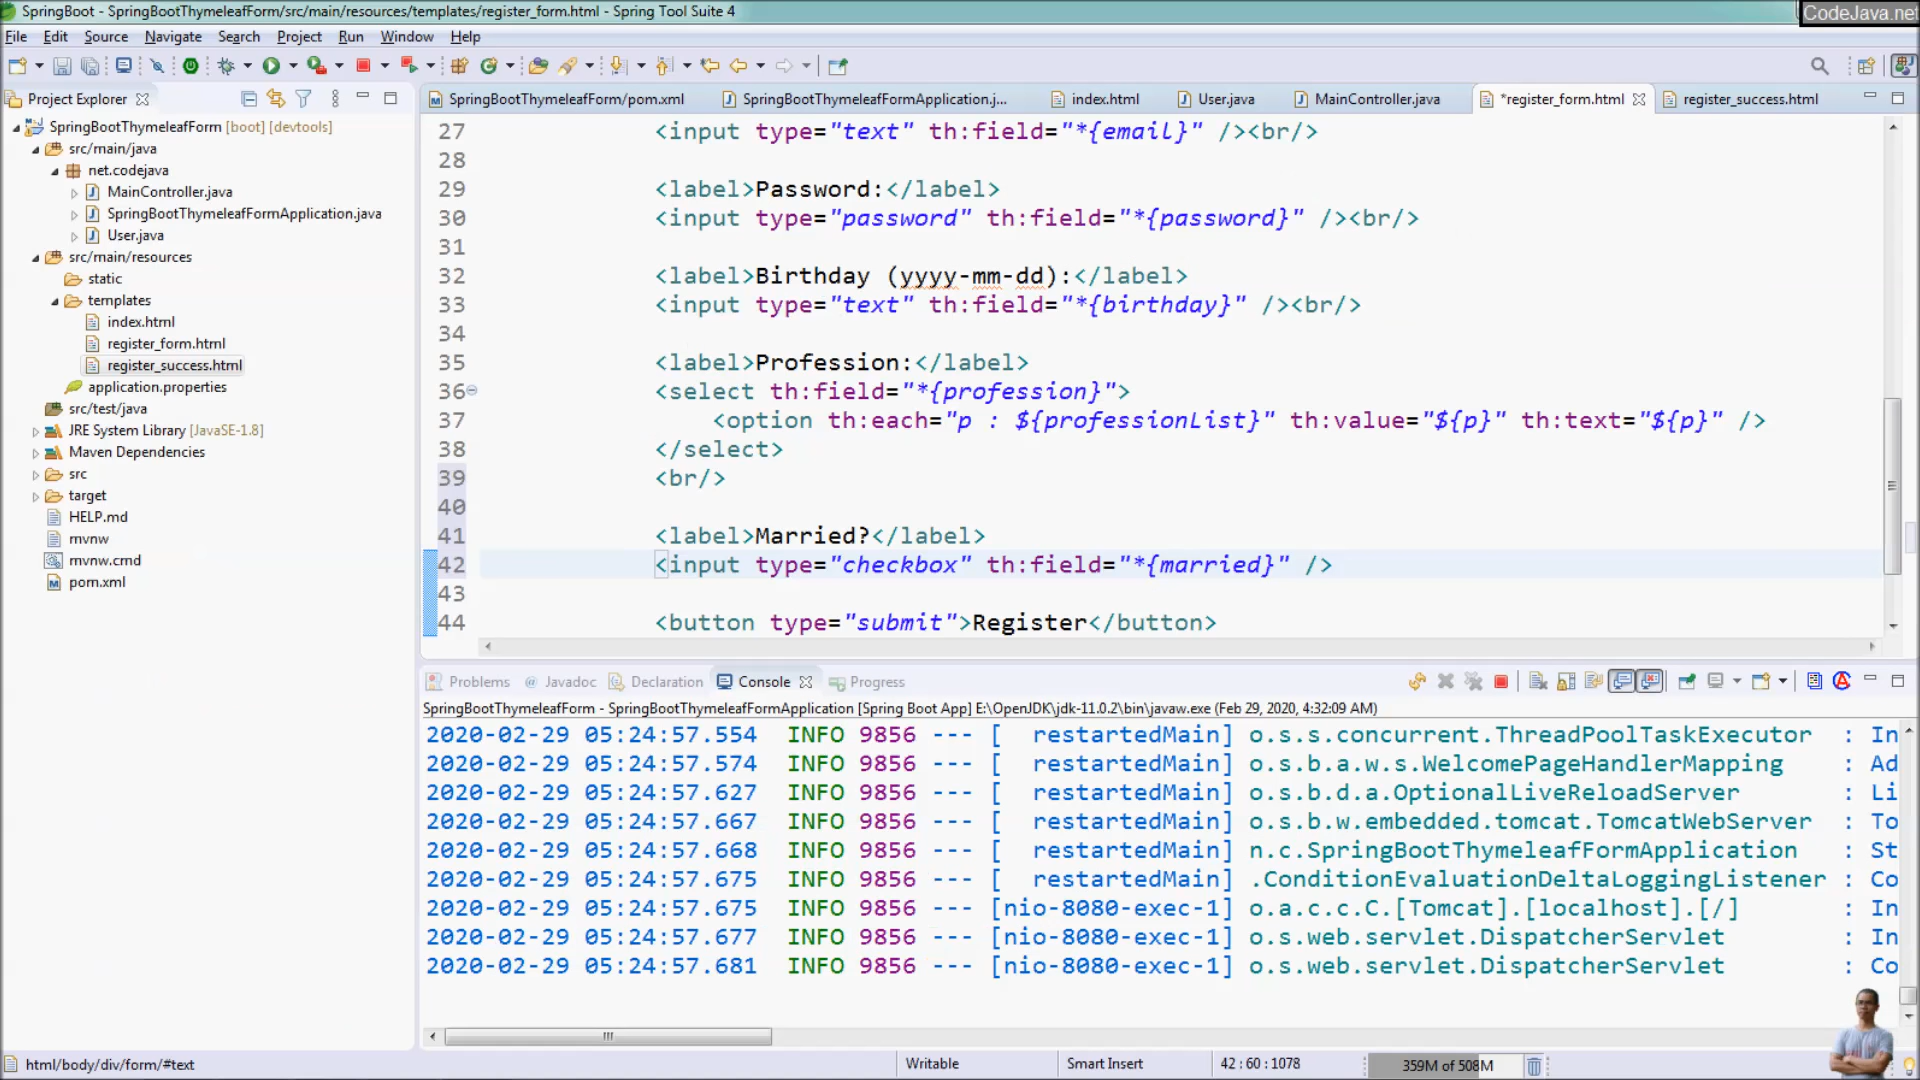 SpringBoot - SpringBootThymeleafForm/src/main/resources/templates/register_form.html - Spring Tool Suite 4
CodeJava.net
File Edit Source Navigate Search Project Run Window Help
Project Explorer
SpringBootThymeleafForm [boot] [devtools]
src/main/java
net.codejava
MainController.java
SpringBootThymeleafFormApplication.java
User.java
src/main/resources
static
templates
index.html
register_form.html
register_success.html
application.properties
src/test/java
JRE System Library [JavaSE-1.8]
Maven Dependencies
src
target
HELP.md
mvnw
mvnw.cmd
pom.xml
SpringBootThymeleafForm/pom.xml SpringBootThymeleafFormApplication.j... index.html User.java MainController.java *register_form.html register_success.html
27 <input type="text" th:field="*{email}" /><br/>
28
29 <label>Password:</label>
30 <input type="password" th:field="*{password}" /><br/>
31
32 <label>Birthday (yyyy-mm-dd):</label>
33 <input type="text" th:field="*{birthday}" /><br/>
34
35 <label>Profession:</label>
36 <select th:field="*{profession}">
37 <option th:each="p : ${professionList}" th:value="${p}" th:text="${p}" />
38 </select>
39 <br/>
40
41 <label>Married?</label>
42 <input type="checkbox" th:field="*{married}" />
43
44 <button type="submit">Register</button>
Problems @ Javadoc Declaration Console Progress
SpringBootThymeleafForm - SpringBootThymeleafFormApplication [Spring Boot App] E:\OpenJDK\jdk-11.0.2\bin\javaw.exe (Feb 29, 2020, 4:32:09 AM)
2020-02-29 05:24:57.554 INFO 9856 --- [ restartedMain] o.s.s.concurrent.ThreadPoolTaskExecutor : In
2020-02-29 05:24:57.574 INFO 9856 --- [ restartedMain] o.s.b.a.w.s.WelcomePageHandlerMapping : Ad
2020-02-29 05:24:57.627 INFO 9856 --- [ restartedMain] o.s.b.d.a.OptionalLiveReloadServer : Li
2020-02-29 05:24:57.667 INFO 9856 --- [ restartedMain] o.s.b.w.embedded.tomcat.TomcatWebServer : To
2020-02-29 05:24:57.668 INFO 9856 --- [ restartedMain] n.c.SpringBootThymeleafFormApplication : St
2020-02-29 05:24:57.675 INFO 9856 --- [ restartedMain] .ConditionEvaluationDeltaLoggingListener : Co
2020-02-29 05:24:57.675 INFO 9856 --- [nio-8080-exec-1] o.a.c.c.C.[Tomcat].[localhost].[/] : In
2020-02-29 05:24:57.677 INFO 9856 --- [nio-8080-exec-1] o.s.web.servlet.DispatcherServlet : In
2020-02-29 05:24:57.681 INFO 9856 --- [nio-8080-exec-1] o.s.web.servlet.DispatcherServlet : Co
html/body/div/form/#text Writable Smart Insert 42 : 60 : 1078 359M of 508M